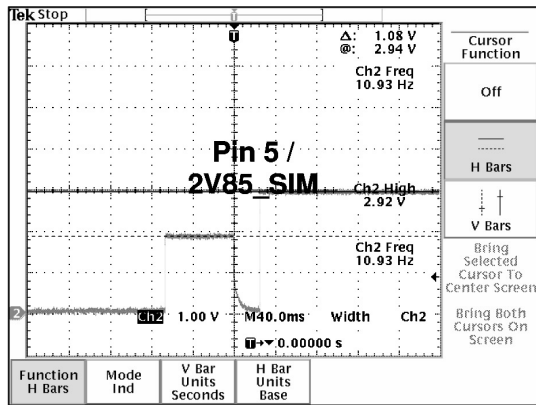 Tek Stop
T
Δ: 1.08 V
@: 2.94 V
Ch2 Freq
10.93 Hz
Pin 5 /
2V85_SIM
Ch2 High
2.92 V
Ch2 Freq
10.93 Hz
2
Ch2 1.00 V M40.0ms Width Ch2
T→▼0.00000 s
Cursor
Function
Off
H Bars
V Bars
Bring
Selected
Cursor To
Center Screen
Bring Both
Cursors On
Screen
Function
H Bars
Mode
Ind
V Bar
Units
Seconds
H Bar
Units
Base